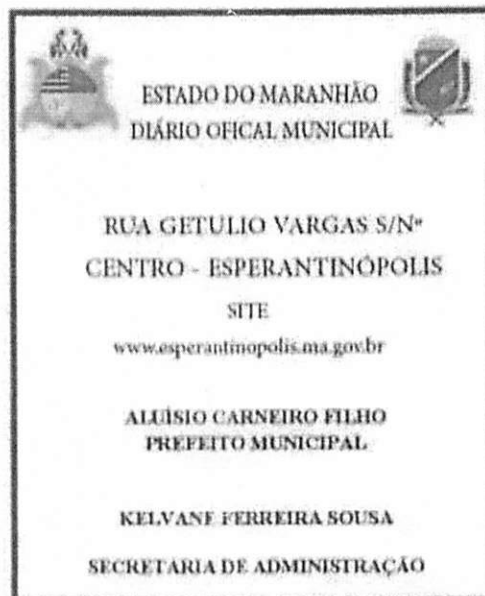 ESTADO DO MARANHÃO
DIÁRIO OFICAL MUNICIPAL
RUA GETULIO VARGAS S/Nº
CENTRO - ESPERANTINÓPOLIS
SITE
www.esperantinopolis.ma.gov.br
ALUÍSIO CARNEIRO FILHO
PREFEITO MUNICIPAL
KELVANE FERREIRA SOUSA
SECRETARIA DE ADMINISTRAÇÃO